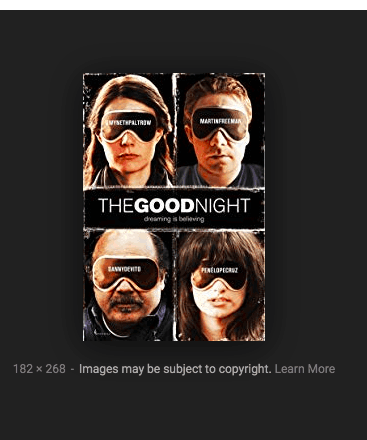 GWYNETHPALTROW
MARTINFREEMAN
THEGOODNIGHT
dreaming is believing
DANNYDEVITO
PENÉLOPECRUZ
182 × 268 - Images may be subject to copyright. Learn More